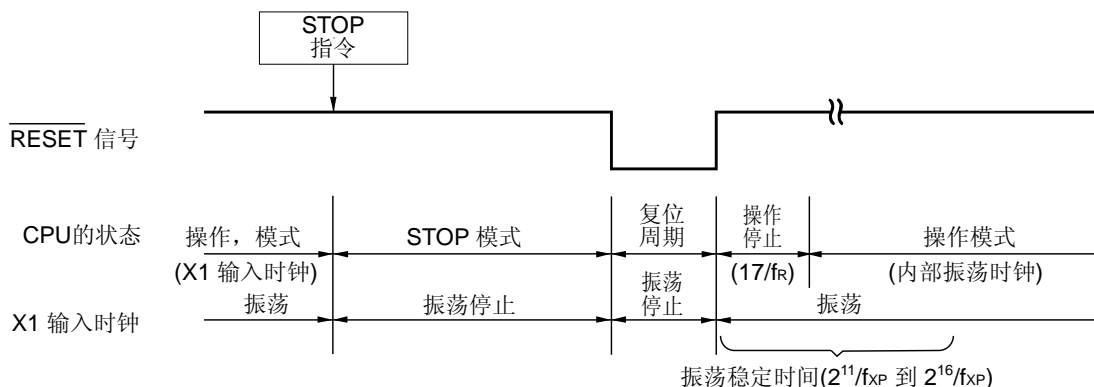 STOP
指令
RESET 信号
CPU的状态
操作，模式
(X1 输入时钟)
STOP 模式
复位
周期
操作
停止
(17/fR)
操作模式
(内部振荡时钟)
X1 输入时钟
振荡
振荡停止
振荡
停止
振荡
振荡稳定时间(2¹¹/fXP 到 2¹⁶/fXP)